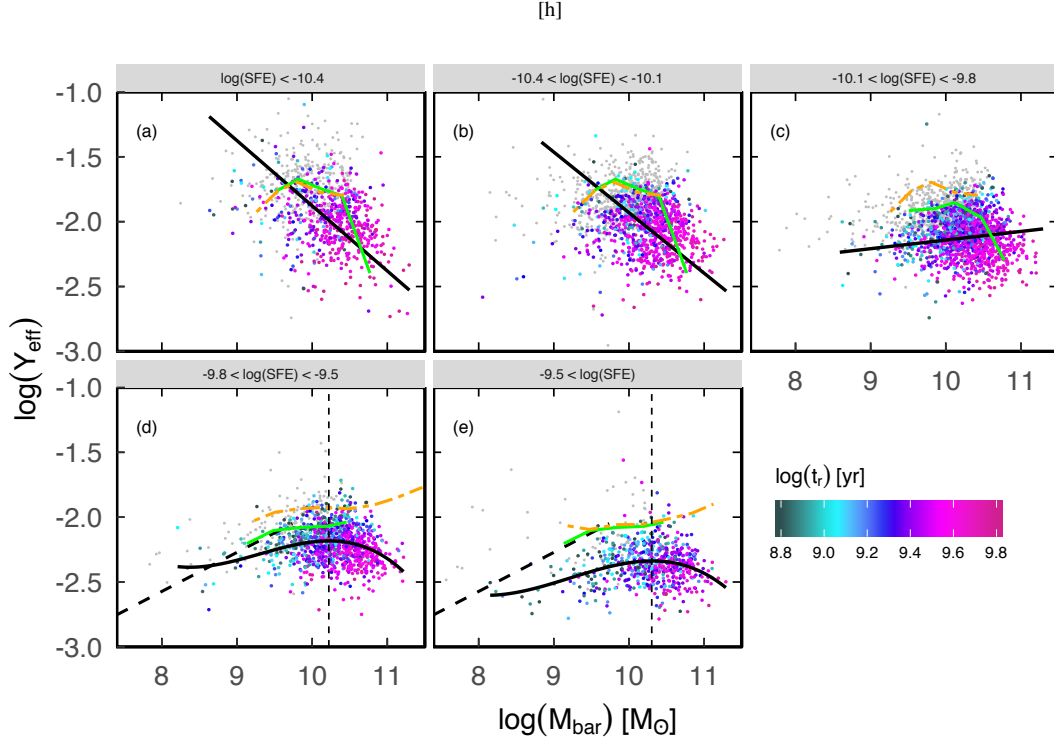 [h]
log(SFE) < -10.4
-10.4 < log(SFE) < -10.1
-10.1 < log(SFE) < -9.8
-1.0
-1.5
-2.0
-2.5
-3.0
(a)
(b)
(c)
8 9 10 11
-9.8 < log(SFE) < -9.5
-9.5 < log(SFE)
-1.0
-1.5
-2.0
-2.5
-3.0
(d)
(e)
8 9 10 11
8 9 10 11
log(Y_eff)
log(M_bar) [M_⊙]
log(t_r) [yr]
8.8 9.0 9.2 9.4 9.6 9.8